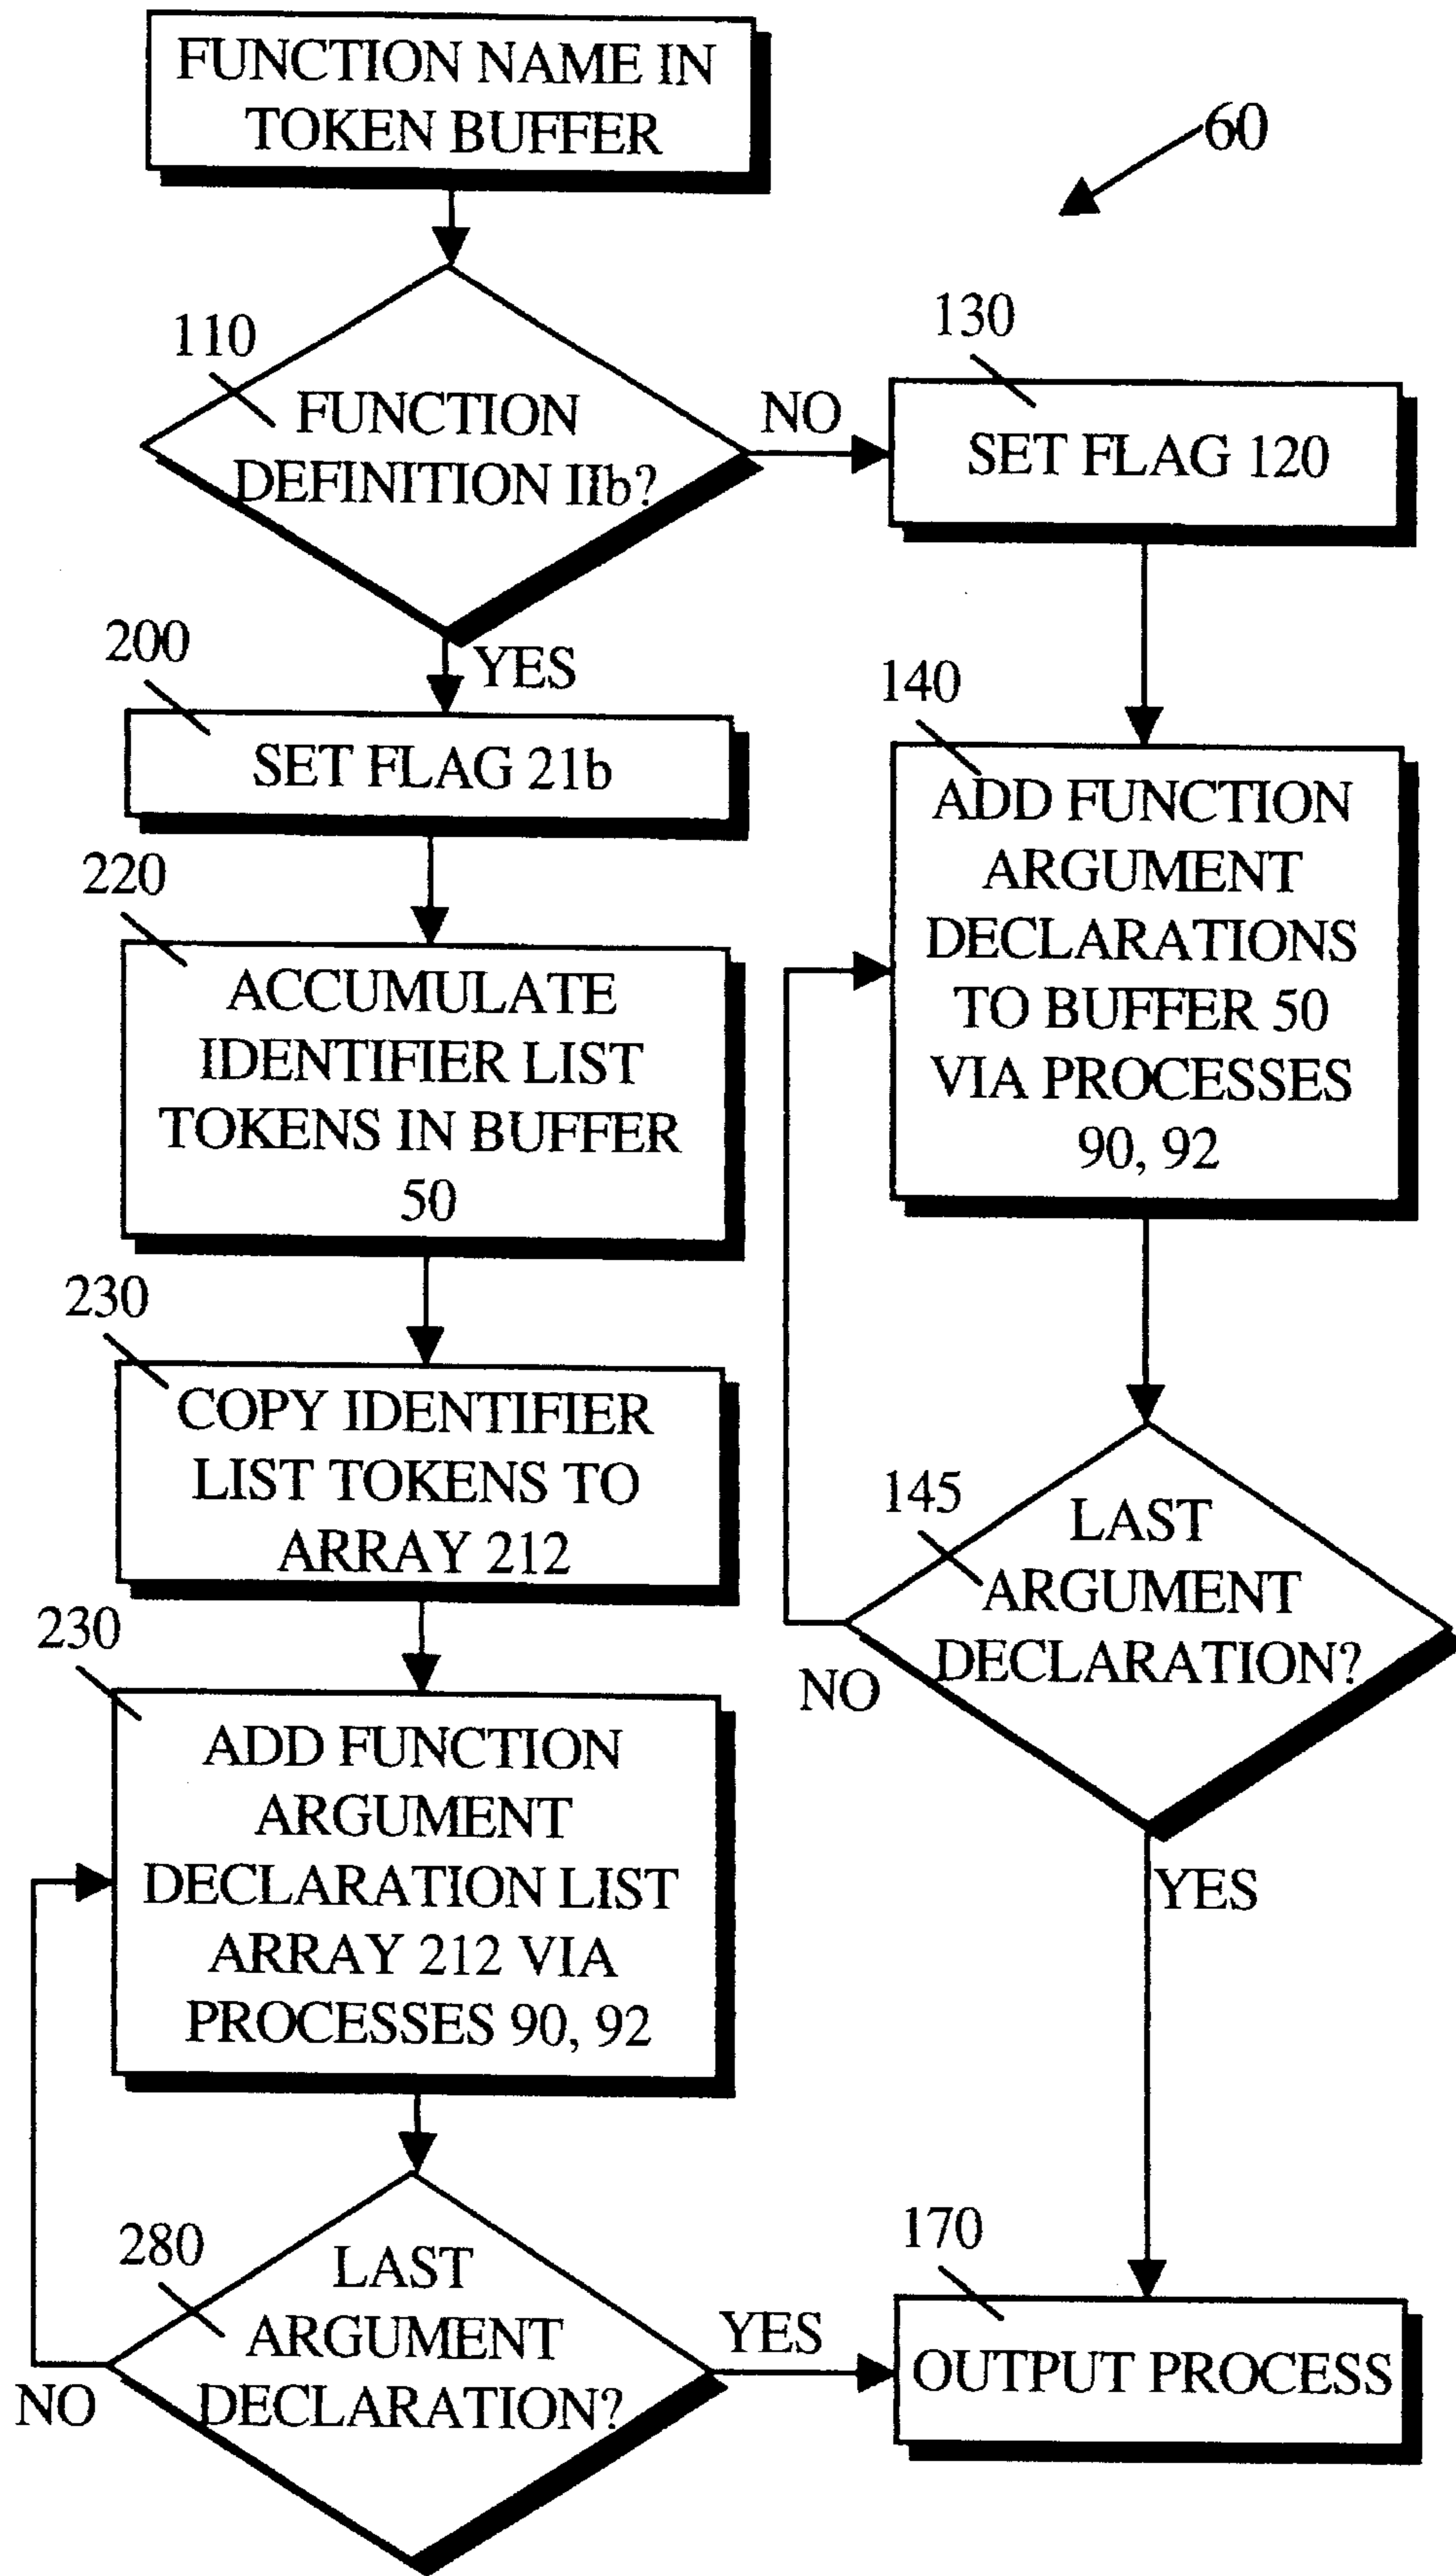 FUNCTION NAME IN
TOKEN BUFFER
60
110
FUNCTION
DEFINITION IIb?
NO
130
SET FLAG 120
YES
200
SET FLAG 21b
140
ADD FUNCTION
ARGUMENT
DECLARATIONS
TO BUFFER 50
VIA PROCESSES
90, 92
220
ACCUMULATE
IDENTIFIER LIST
TOKENS IN BUFFER
50
230
COPY IDENTIFIER
LIST TOKENS TO
ARRAY 212
145
LAST
ARGUMENT
DECLARATION?
NO
YES
230
ADD FUNCTION
ARGUMENT
DECLARATION LIST
ARRAY 212 VIA
PROCESSES 90, 92
280
LAST
ARGUMENT
DECLARATION?
NO
YES
170
OUTPUT PROCESS